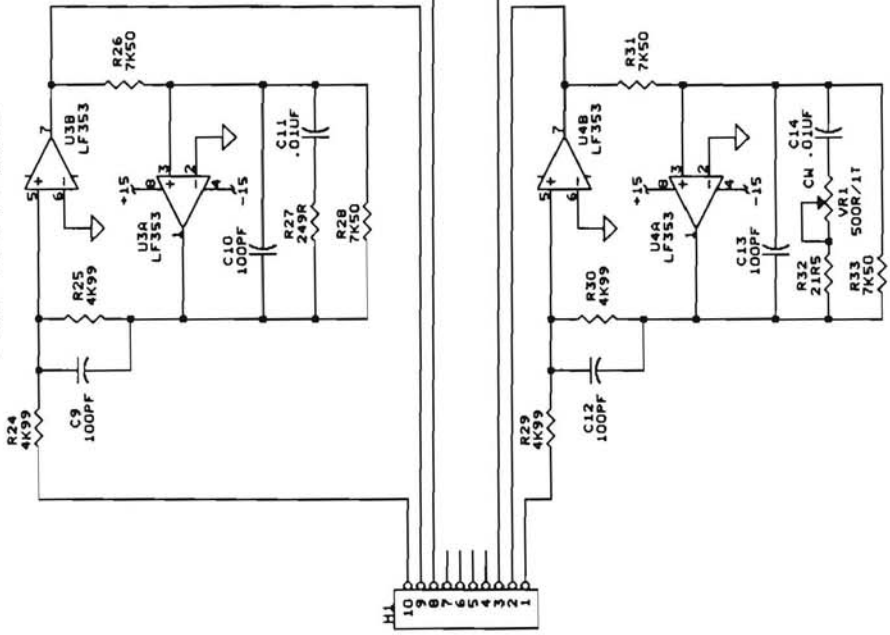 R26
7K50
7
U3B
LF353
5
+
-
6
+15
8
3
+
-
2
4
-15
1
U3A
LF353
C11
.01UF
C10
100PF
R27
249R
R28
7K50
R25
4K99
R24
4K99
C9
100PF
R31
7K50
7
U4B
LF353
5
+
-
6
+15
8
3
+
-
2
4
-15
1
U4A
LF353
C14
.01UF
CW
VR1
500R/1T
C13
100PF
R32
21R5
R33
7K50
R30
4K99
R29
4K99
C12
100PF
H1
10
9
8
7
6
5
4
3
2
1